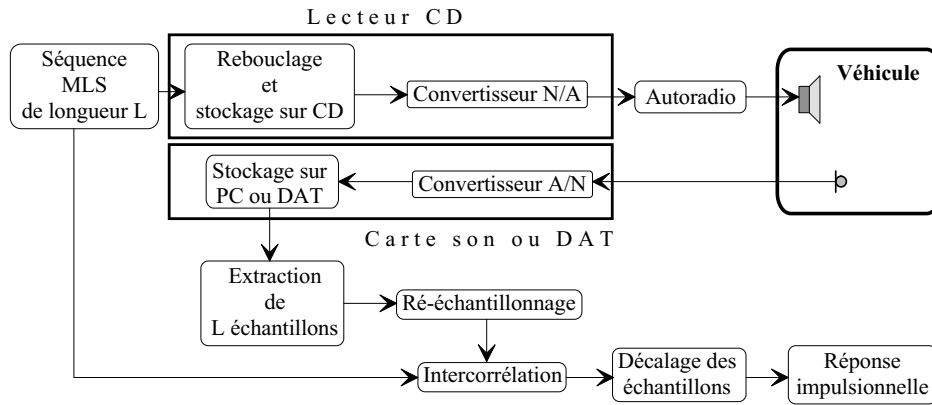 Lecteur CD
Séquence
MLS
de longueur L
Rebouclage
et
stockage sur CD
Convertisseur N/A
Autoradio
Véhicule
Stockage sur
PC ou DAT
Convertisseur A/N
Carte son ou DAT
Extraction
de
L échantillons
Ré-échantillonnage
Intercorrélation
Décalage des
échantillons
Réponse
impulsionnelle